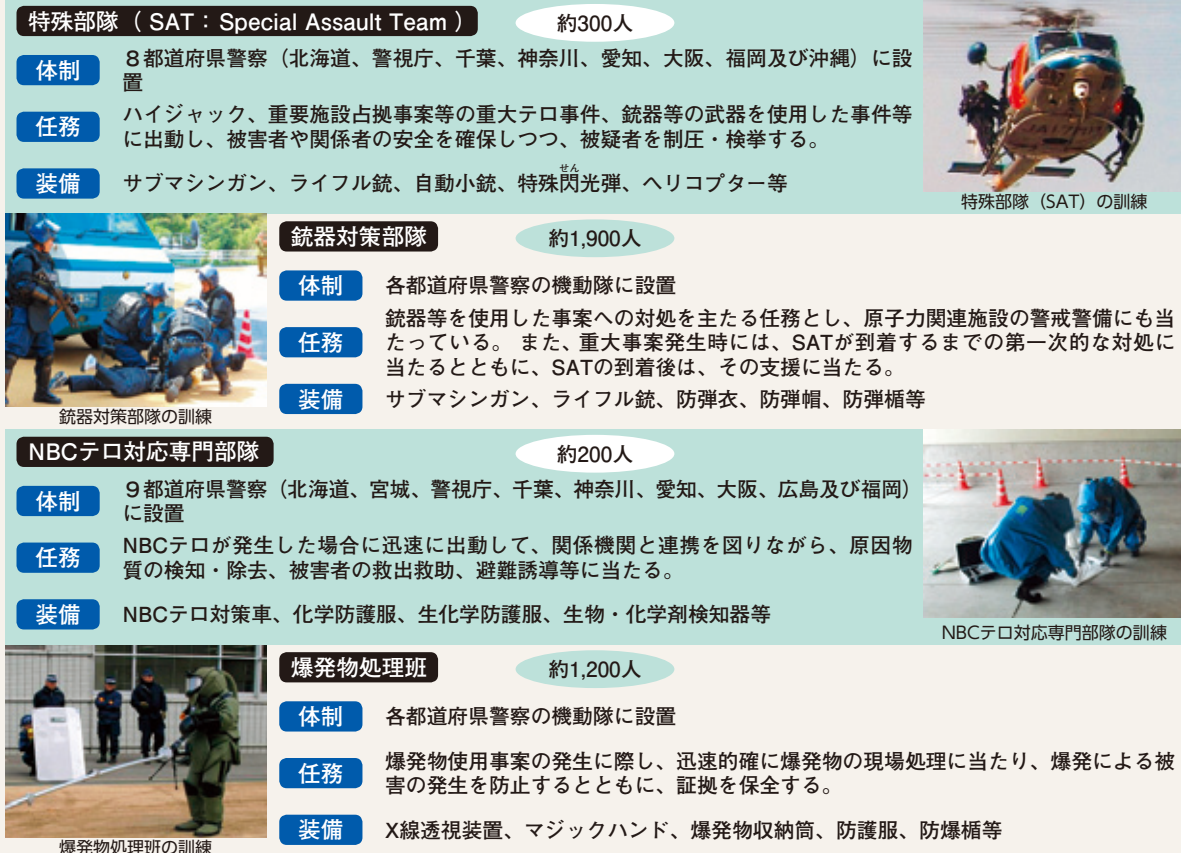 特殊部隊（ SAT：Special Assault Team ）
約300人
体制
８都道府県警察（北海道、警視庁、千葉、神奈川、愛知、大阪、福岡及び沖縄）に設
置
任務
ハイジャック、重要施設占拠事案等の重大テロ事件、銃器等の武器を使用した事件等
に出動し、被害者や関係者の安全を確保しつつ、被疑者を制圧・検挙する。
装備
せん
サブマシンガン、ライフル銃、自動小銃、特殊閃光弾、ヘリコプター等
特殊部隊（SAT）の訓練
銃器対策部隊
約1,900人
体制
各都道府県警察の機動隊に設置
任務
銃器等を使用した事案への対処を主たる任務とし、原子力関連施設の警戒警備にも当
たっている。 また、重大事案発生時には、SATが到着するまでの第一次的な対処に
当たるとともに、SATの到着後は、その支援に当たる。
装備
サブマシンガン、ライフル銃、防弾衣、防弾帽、防弾楯等
銃器対策部隊の訓練
NBCテロ対応専門部隊
約200人
体制
９都道府県警察（北海道、宮城、警視庁、千葉、神奈川、愛知、大阪、広島及び福岡）
に設置
任務
NBCテロが発生した場合に迅速に出動して、関係機関と連携を図りながら、原因物
質の検知・除去、被害者の救出救助、避難誘導等に当たる。
装備
NBCテロ対策車、化学防護服、生化学防護服、生物・化学剤検知器等
NBCテロ対応専門部隊の訓練
爆発物処理班
約1,200人
体制
各都道府県警察の機動隊に設置
任務
爆発物使用事案の発生に際し、迅速的確に爆発物の現場処理に当たり、爆発による被
害の発生を防止するとともに、証拠を保全する。
装備
X線透視装置、マジックハンド、爆発物収納筒、防護服、防爆楯等
爆発物処理班の訓練